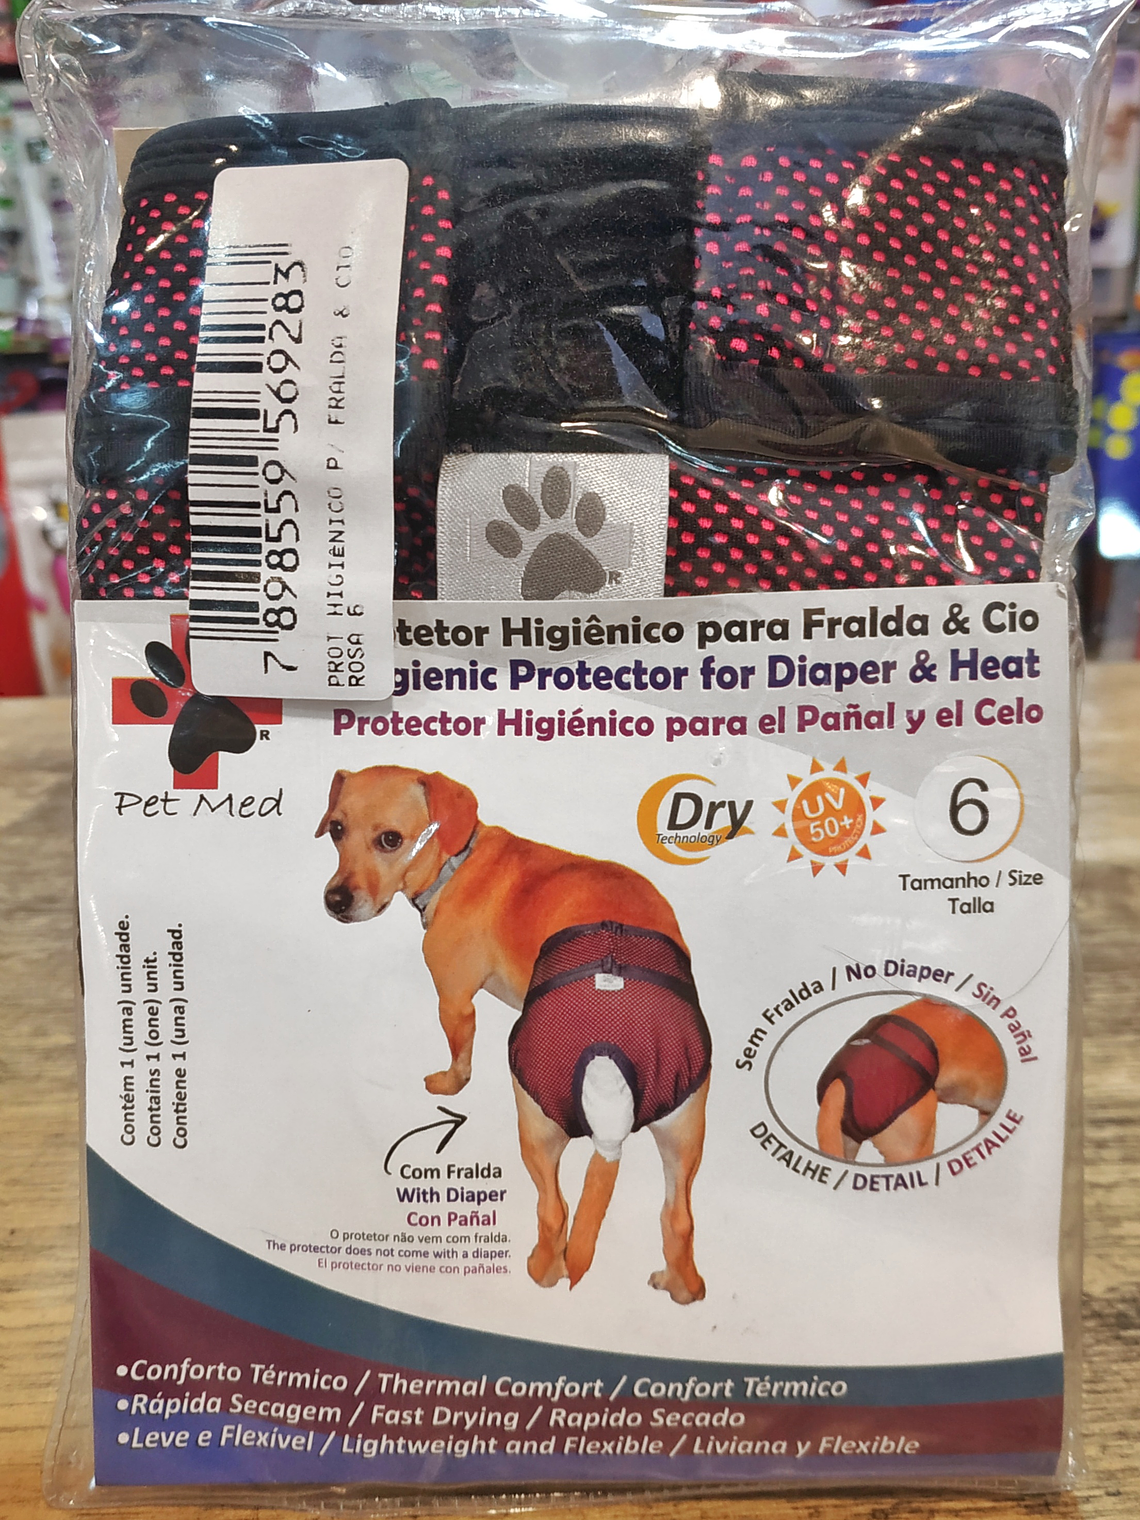 7 898559 569283
PROT HIGIÊNICO P/ FRALDA & CIO
ROSA 6
R
tetor Higiênico para Fralda & Cio
gienic Protector for Diaper & Heat
Protector Higiénico para el Pañal y el Celo
R
Pet Med
Dry
Technology
UV
50+
PROTECTION
6
Tamanho / Size
Talla
Contém 1 (uma) unidade.
Contains 1 (one) unit.
Contiene 1 (una) unidad.
Sem Fralda / No Diaper / Sin Pañal
DETALHE / DETAIL / DETALLE
Com Fralda
With Diaper
Con Pañal
O protetor não vem com fralda.
The protector does not come with a diaper.
El protector no viene con pañales.
•Conforto Térmico / Thermal Comfort / Confort Térmico
•Rápida Secagem / Fast Drying / Rapido Secado
•Leve e Flexível / Lightweight and Flexible / Liviana y Flexible